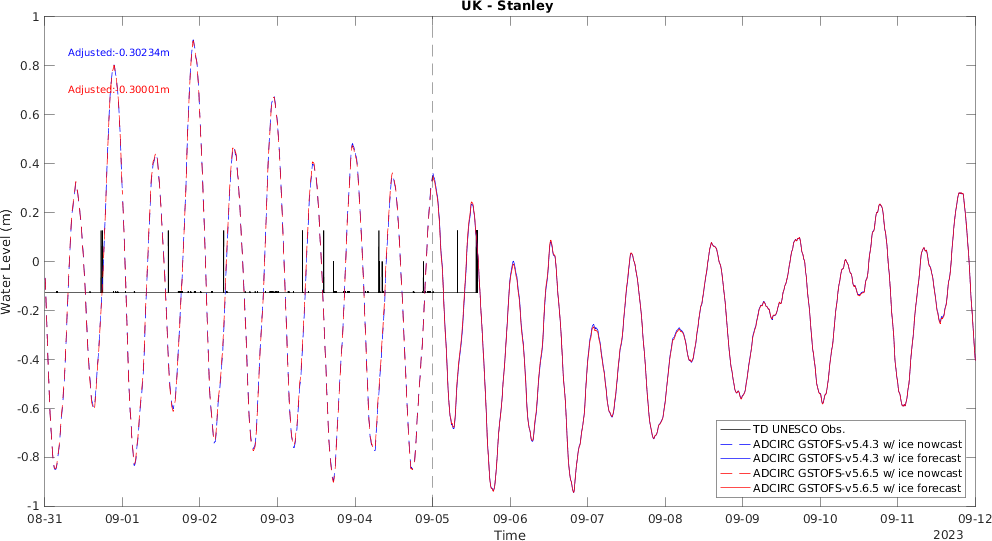 UK - Stanley
Adjusted:-0.30234m
Adjusted:-0.30001m
Water Level (m)
1
0.8
0.6
0.4
0.2
0
-0.2
-0.4
-0.6
-0.8
-1
TD UNESCO Obs.
ADCIRC GSTOFS-v5.4.3 w/ ice nowcast
ADCIRC GSTOFS-v5.4.3 w/ ice forecast
ADCIRC GSTOFS-v5.6.5 w/ ice nowcast
ADCIRC GSTOFS-v5.6.5 w/ ice forecast
08-31 09-01 09-02 09-03 09-04 09-05 09-06 09-07 09-08 09-09 09-10 09-11 09-12
Time
2023